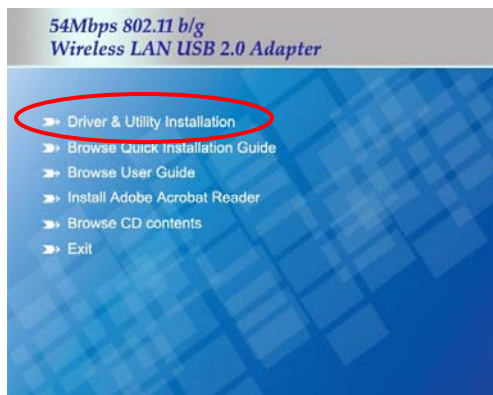 54Mbps 802.11 b/g
Wireless LAN USB 2.0 Adapter
Driver & Utility Installation
Browse Quick Installation Guide
Browse User Guide
Install Adobe Acrobat Reader
Browse CD contents
Exit